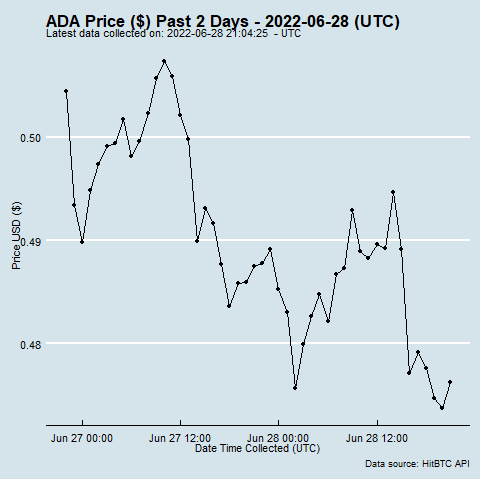 ADA Price ($) Past 2 Days - 2022-06-28 (UTC)
Latest data collected on: 2022-06-28 21:04:25  - UTC
0.50
0.49
0.48
Price USD ($)
Jun 27 00:00 Jun 27 12:00 Jun 28 00:00 Jun 28 12:00
Date Time Collected (UTC)
Data source: HitBTC API